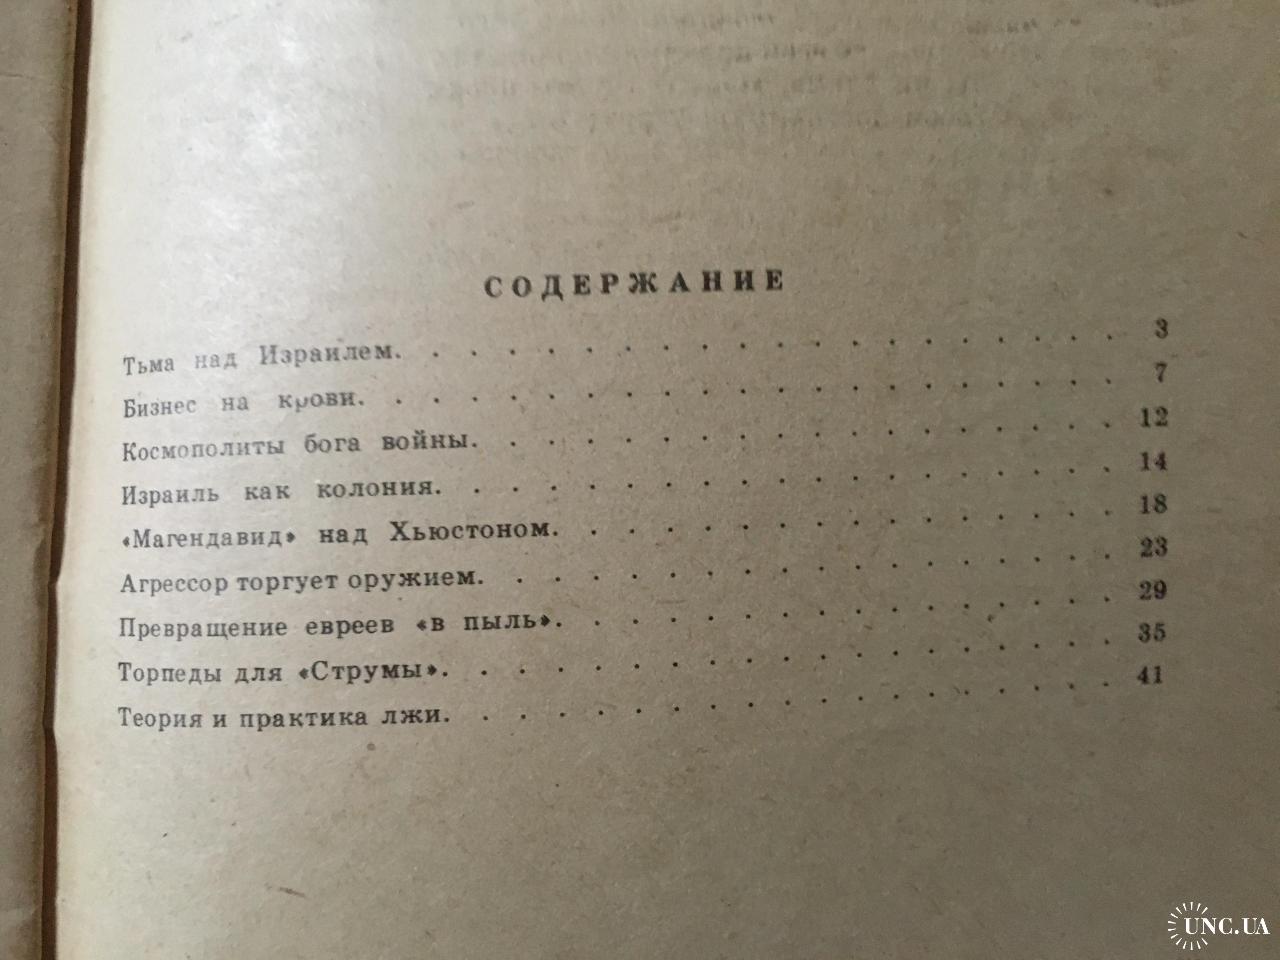 СОДЕРЖАНИЕ
Тьма над Израилем. . . . . . . . . . . . . . . . . . . 3
Бизнес на крови. . . . . . . . . . . . . . . . . . . . 7
Космополиты бога войны. . . . . . . . . . . . . . . . . 12
Израиль как колония. . . . . . . . . . . . . . . . . . 14
«Магендавид» над Хьюстоном. . . . . . . . . . . . . . . 18
Агрессор торгует оружием. . . . . . . . . . . . . . . . . 23
Превращение евреев «в пыль». . . . . . . . . . . . . . . 29
Торпеды для «Струмы». . . . . . . . . . . . . . . . . . 35
Теория и практика лжи. . . . . . . . . . . . . . . . . . 41
UNC.UA